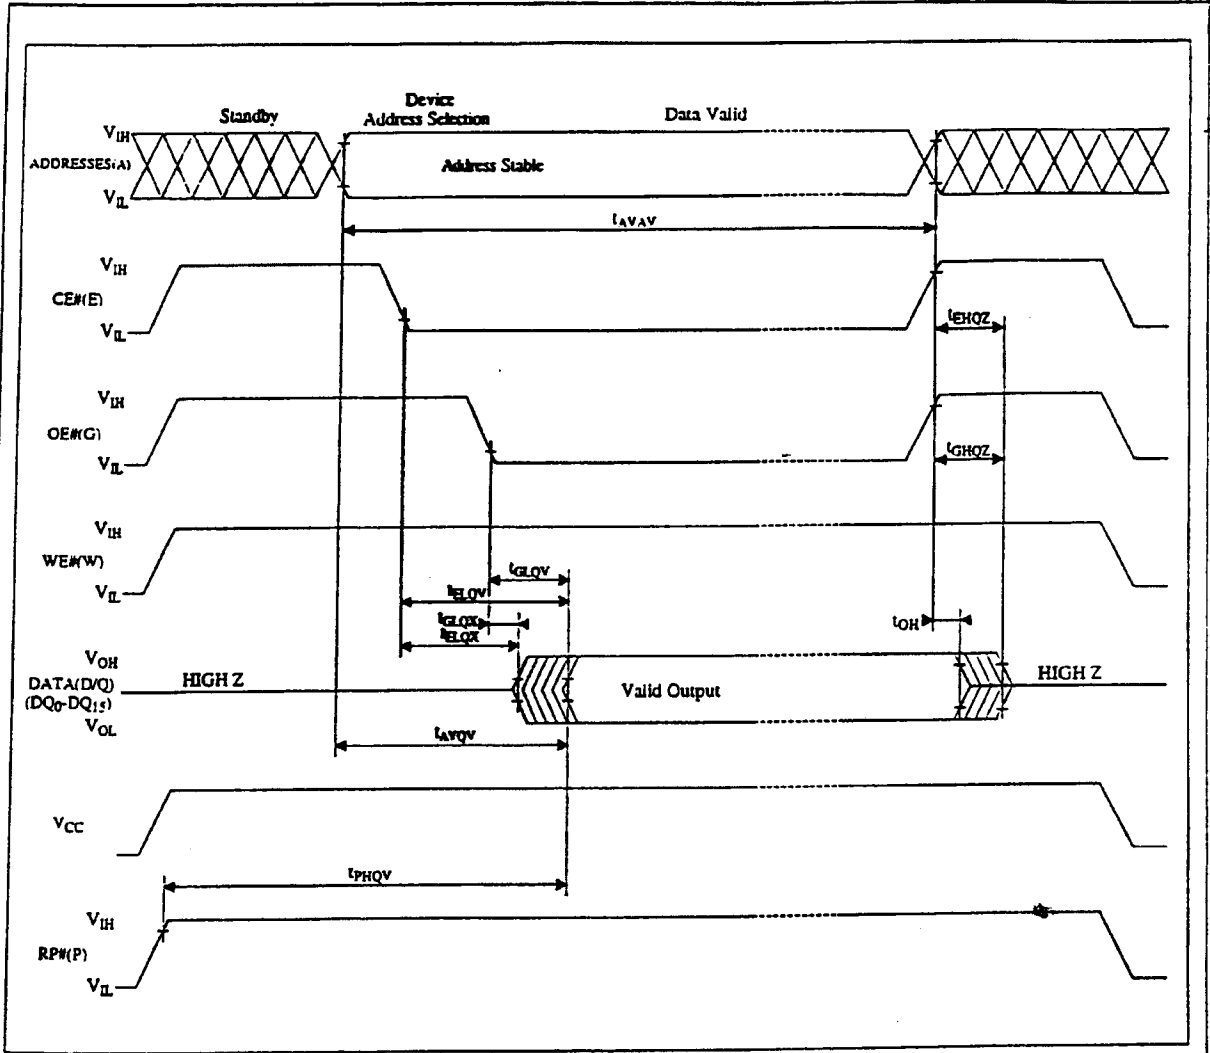 Standby
Device
Address Selection
Data Valid
VIH
ADDRESSES(A)
VIL
Address Stable
tAVAV
VIH
CE#(E)
VIL
tEHQZ
VIH
OE#(G)
VIL
tGHQZ
VIH
WE#(W)
VIL
tGLQV
tELQV
tGLQX
tELQX
tOH
VOH
DATA(D/Q)
(DQ0-DQ15)
VOL
HIGH Z
Valid Output
HIGH Z
tAVQV
VCC
tPHQV
VIH
RP#(P)
VIL